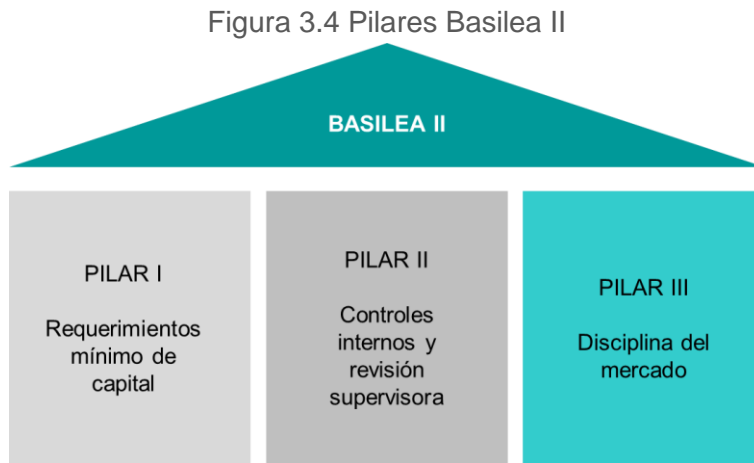 Figura 3.4 Pilares Basilea II
BASILEA II
PILAR I
Requerimientos
mínimo de
capital
PILAR II
Controles
internos y
revisión
supervisora
PILAR III
Disciplina del
mercado